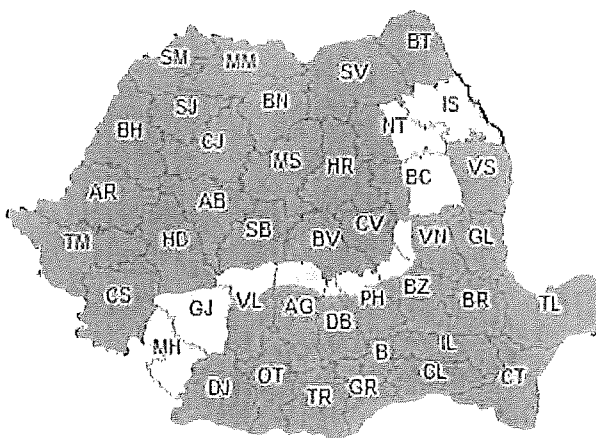 BT
SM
MM
SV
SJ
BN
IS
BH
CJ
NT
MS
HR
BC
VS
AR
AB
TM
HD
SB
BV
CV
VN
GL
CS
GJ
VL
AG
PH
BZ
BR
TL
DB
MH
B
IL
DJ
OT
TR
GR
CL
CT